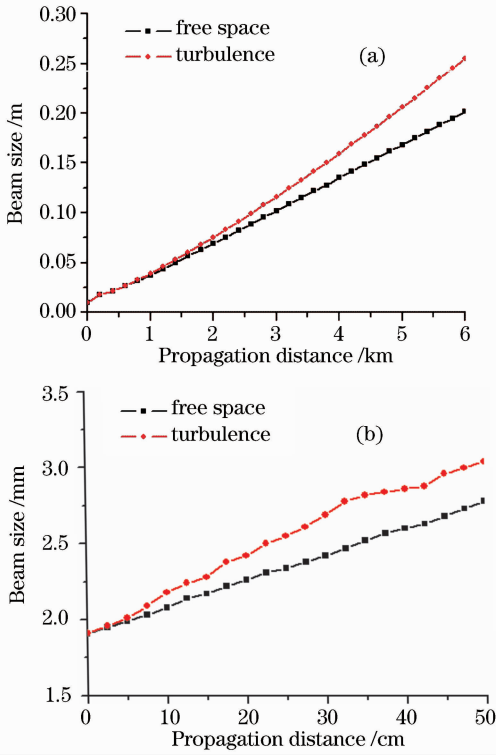 0.30
free space
turbulence
(a)
0.25
0.20
0.15
0.10
0.05
0.00
Beam size /m
0 1 2 3 4 5 6
Propagation distance /km
3.5
free space
turbulence
(b)
3.0
2.5
2.0
1.5
Beam size /mm
0 10 20 30 40 50
Propagation distance /cm